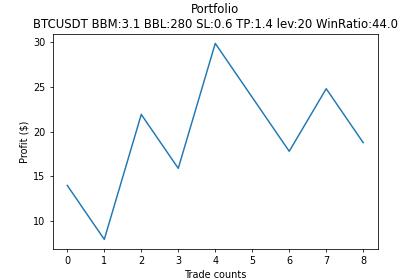 Portfolio
BTCUSDT BBM:3.1 BBL:280 SL:0.6 TP:1.4 lev:20 WinRatio:44.0
30
25
20
15
10
Profit ($)
0 1 2 3 4 5 6 7 8
Trade counts